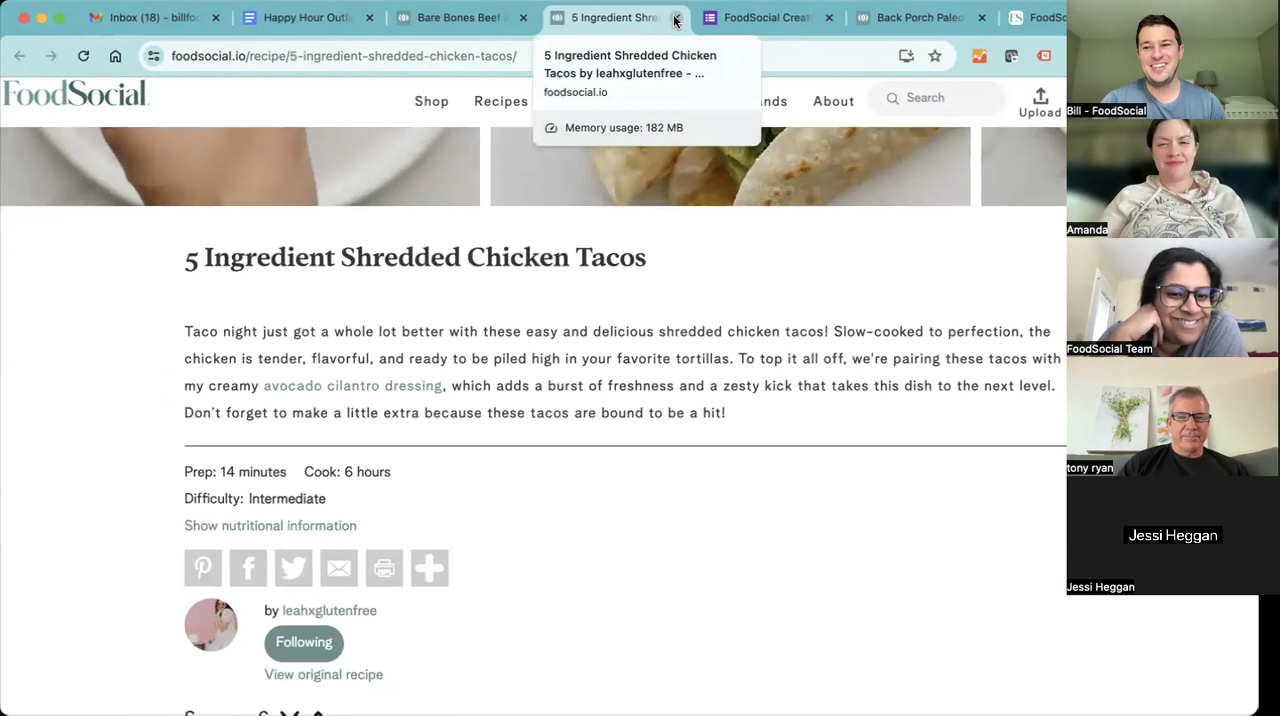 Inbox (18) - billfoo
Happy Hour Outli
Bare Bones Beef
5 Ingredient Shre
FoodSocial Creat
Back Porch Paleo
FoodSo
foodsocial.io/recipe/5-ingredient-shredded-chicken-tacos/
5 Ingredient Shredded Chicken
Tacos by leahxglutenfree - ...
foodsocial.io
Memory usage: 182 MB
FoodSocial.
Shop
Recipes
ands
About
Search
Upload
5 Ingredient Shredded Chicken Tacos
Taco night just got a whole lot better with these easy and delicious shredded chicken tacos! Slow-cooked to perfection, the
chicken is tender, flavorful, and ready to be piled high in your favorite tortillas. To top it all off, we're pairing these tacos with
my creamy avocado cilantro dressing, which adds a burst of freshness and a zesty kick that takes this dish to the next level.
Don't forget to make a little extra because these tacos are bound to be a hit!
Prep: 14 minutes Cook: 6 hours
Difficulty: Intermediate
Show nutritional information
by leahxglutenfree
Following
View original recipe
Bill - FoodSocial
Amanda
FoodSocial Team
tony ryan
Jessi Heggan
Jessi Heggan